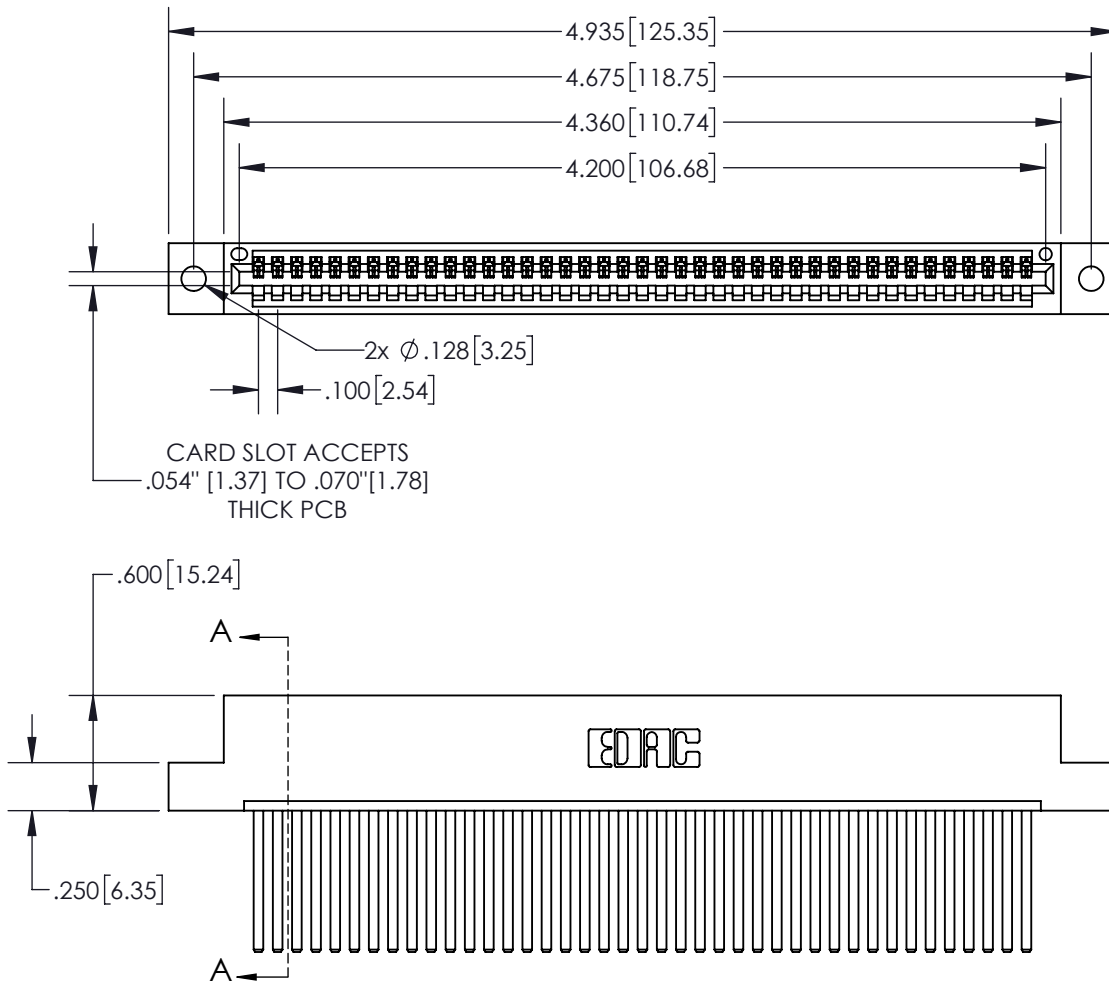 4.935[125.35]
4.675[118.75]
4.360[110.74]
4.200[106.68]
2x ∅ .128[3.25]
.100[2.54]
CARD SLOT ACCEPTS
.054" [1.37] TO .070"[1.78]
THICK PCB
.600[15.24]
A
EDAC
.250[6.35]
A